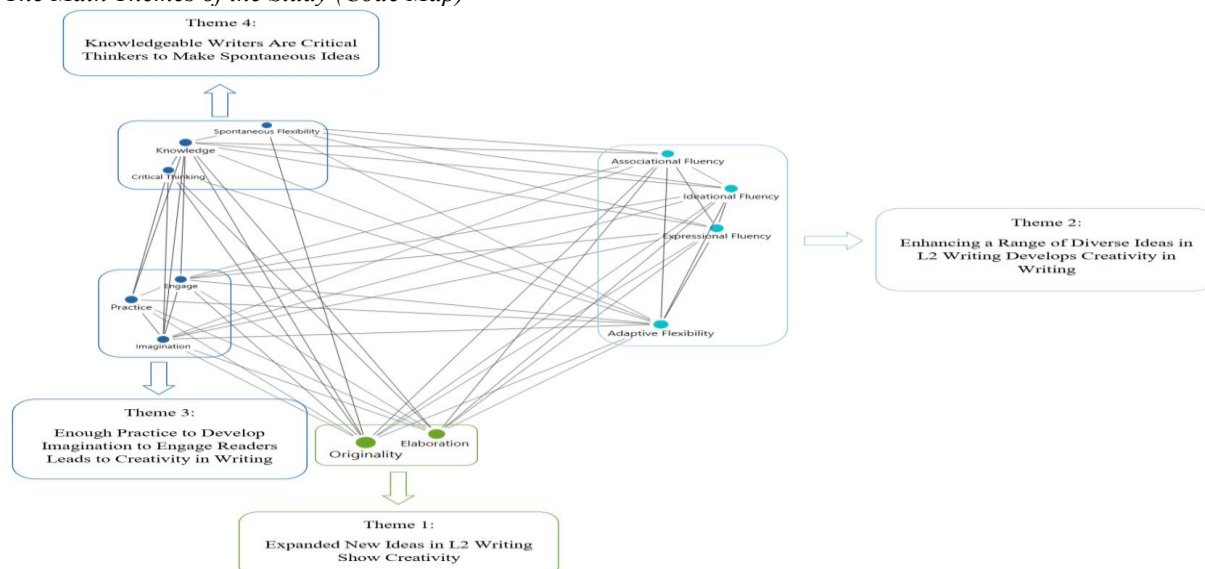 The Math Themes of the Study (Code Map)
Theme 4:
Knowledgeable Writers Are Critical
Thinkers to Make Spontaneous Ideas
Spontaneous Flexibility
Knowledge
Critical Thinking
Associational Fluency
Ideational Fluency
Expressional Fluency
Adaptive Flexibility
Theme 2:
Enhancing a Range of Diverse Ideas in
L2 Writing Develops Creativity in
Writing
Engage
Practice
Imagination
Theme 3:
Enough Practice to Develop
Imagination to Engage Readers
Leads to Creativity in Writing
Originality
Elaboration
Theme 1:
Expanded New Ideas in L2 Writing
Show Creativity